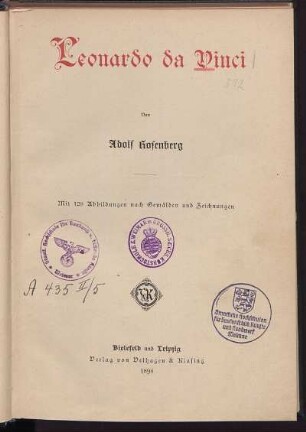 Leonardo da Vinci
Von
Adolf Rosenberg
Mit 128 Abbildungen nach Gemälden und Zeichnungen
A 435 II/5
VK
Bielefeld und Leipzig
Verlag von Velhagen & Klasing
1898